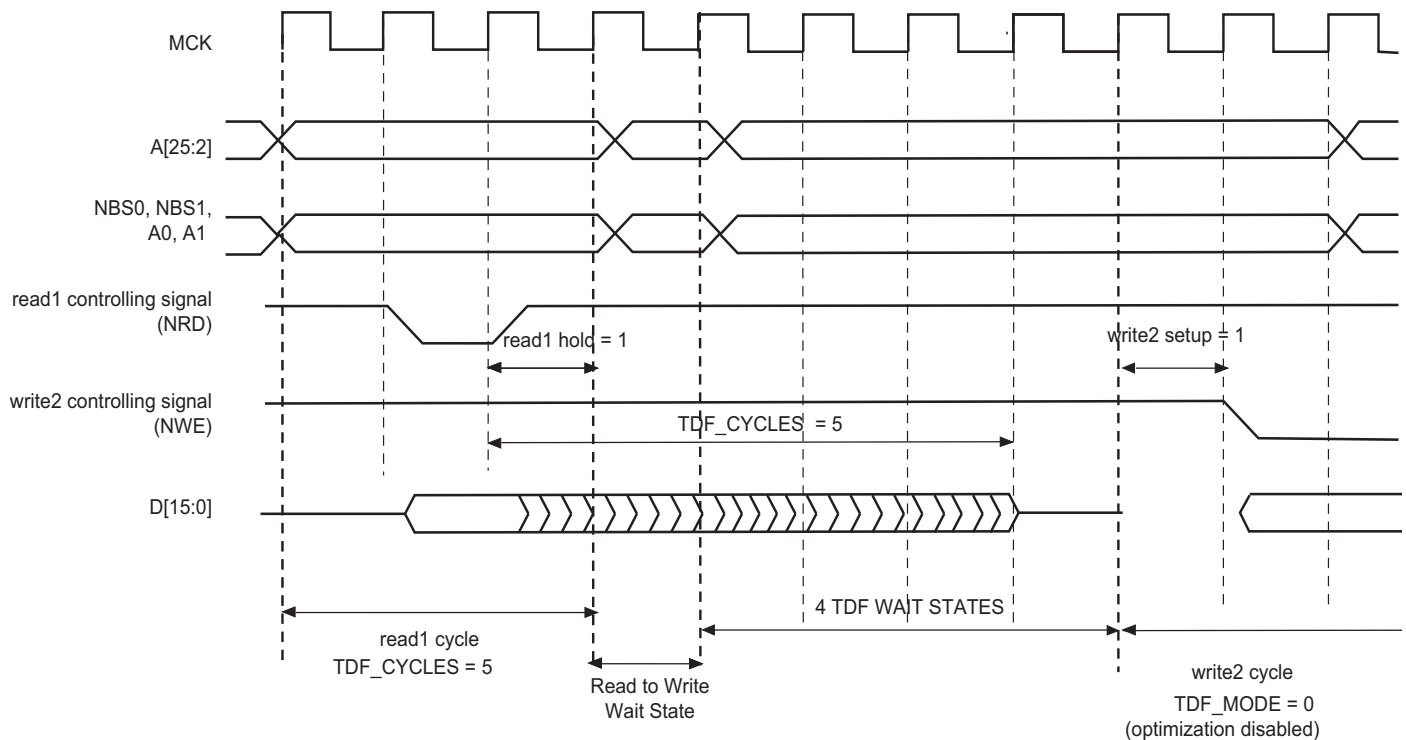 MCK
A[25:2]
NBS0, NBS1,
A0, A1
read1 controlling signal
(NRD)
read1 hold = 1
write2 setup = 1
write2 controlling signal
(NWE)
TDF_CYCLES = 5
D[15:0]
4 TDF WAIT STATES
read1 cycle
TDF_CYCLES = 5
Read to Write
Wait State
write2 cycle
TDF_MODE = 0
(optimization disabled)